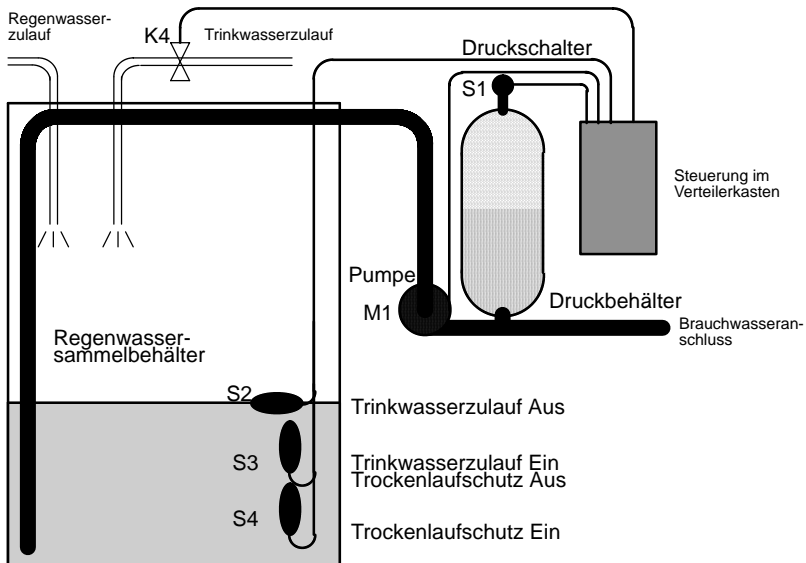 Regenwasser-
zulauf
K4
Trinkwasserzulauf
Druckschalter
S1
Steuerung im
Verteilerkasten
Pumpe
M1
Druckbehälter
Brauchwasseran-
schluss
Regenwasser-
sammelbehälter
S2
Trinkwasserzulauf Aus
S3
Trinkwasserzulauf Ein
Trockenlaufschutz Aus
S4
Trockenlaufschutz Ein